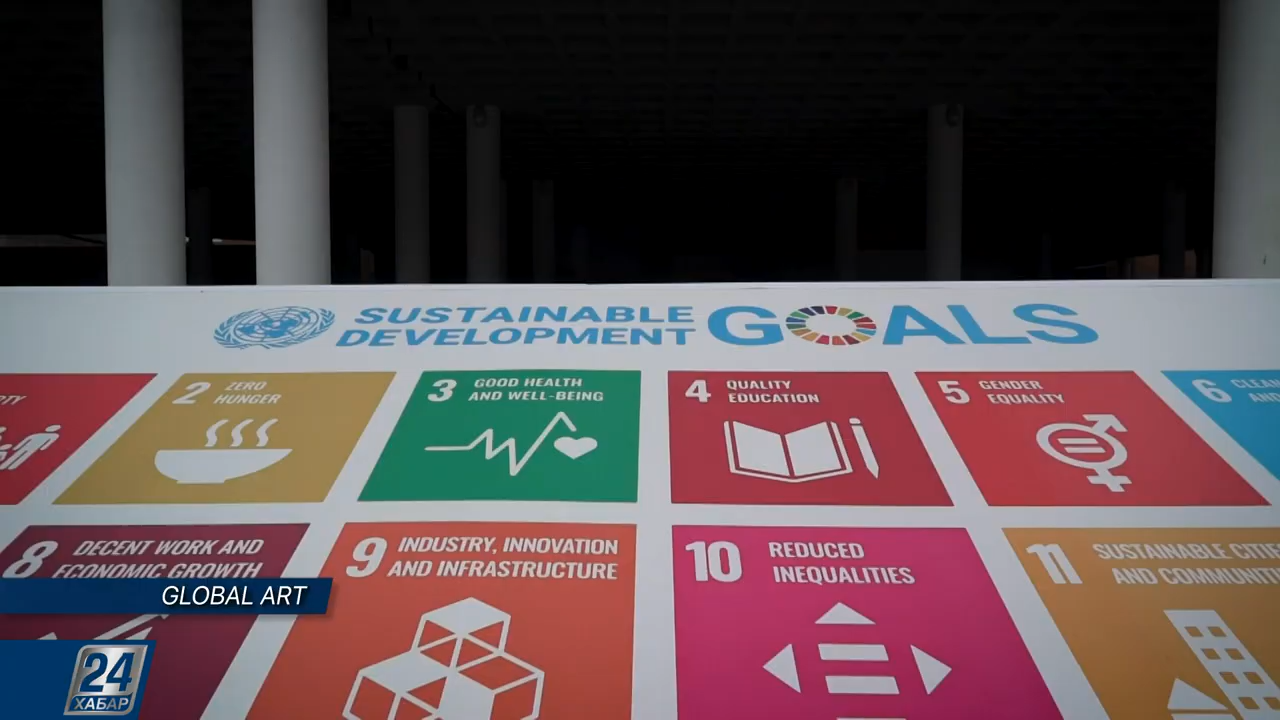 SUSTAINABLE
DEVELOPMENT
GOALS
2 ZERO
HUNGER
3 GOOD HEALTH
AND WELL-BEING
4 QUALITY
EDUCATION
5 GENDER
EQUALITY
6
8 DECENT WORK AND
ECONOMIC GROWTH
9 INDUSTRY, INNOVATION
AND INFRASTRUCTURE
10 REDUCED
INEQUALITIES
11 SUSTAINABLE
AND
GLOBAL ART
24
ХАБАР